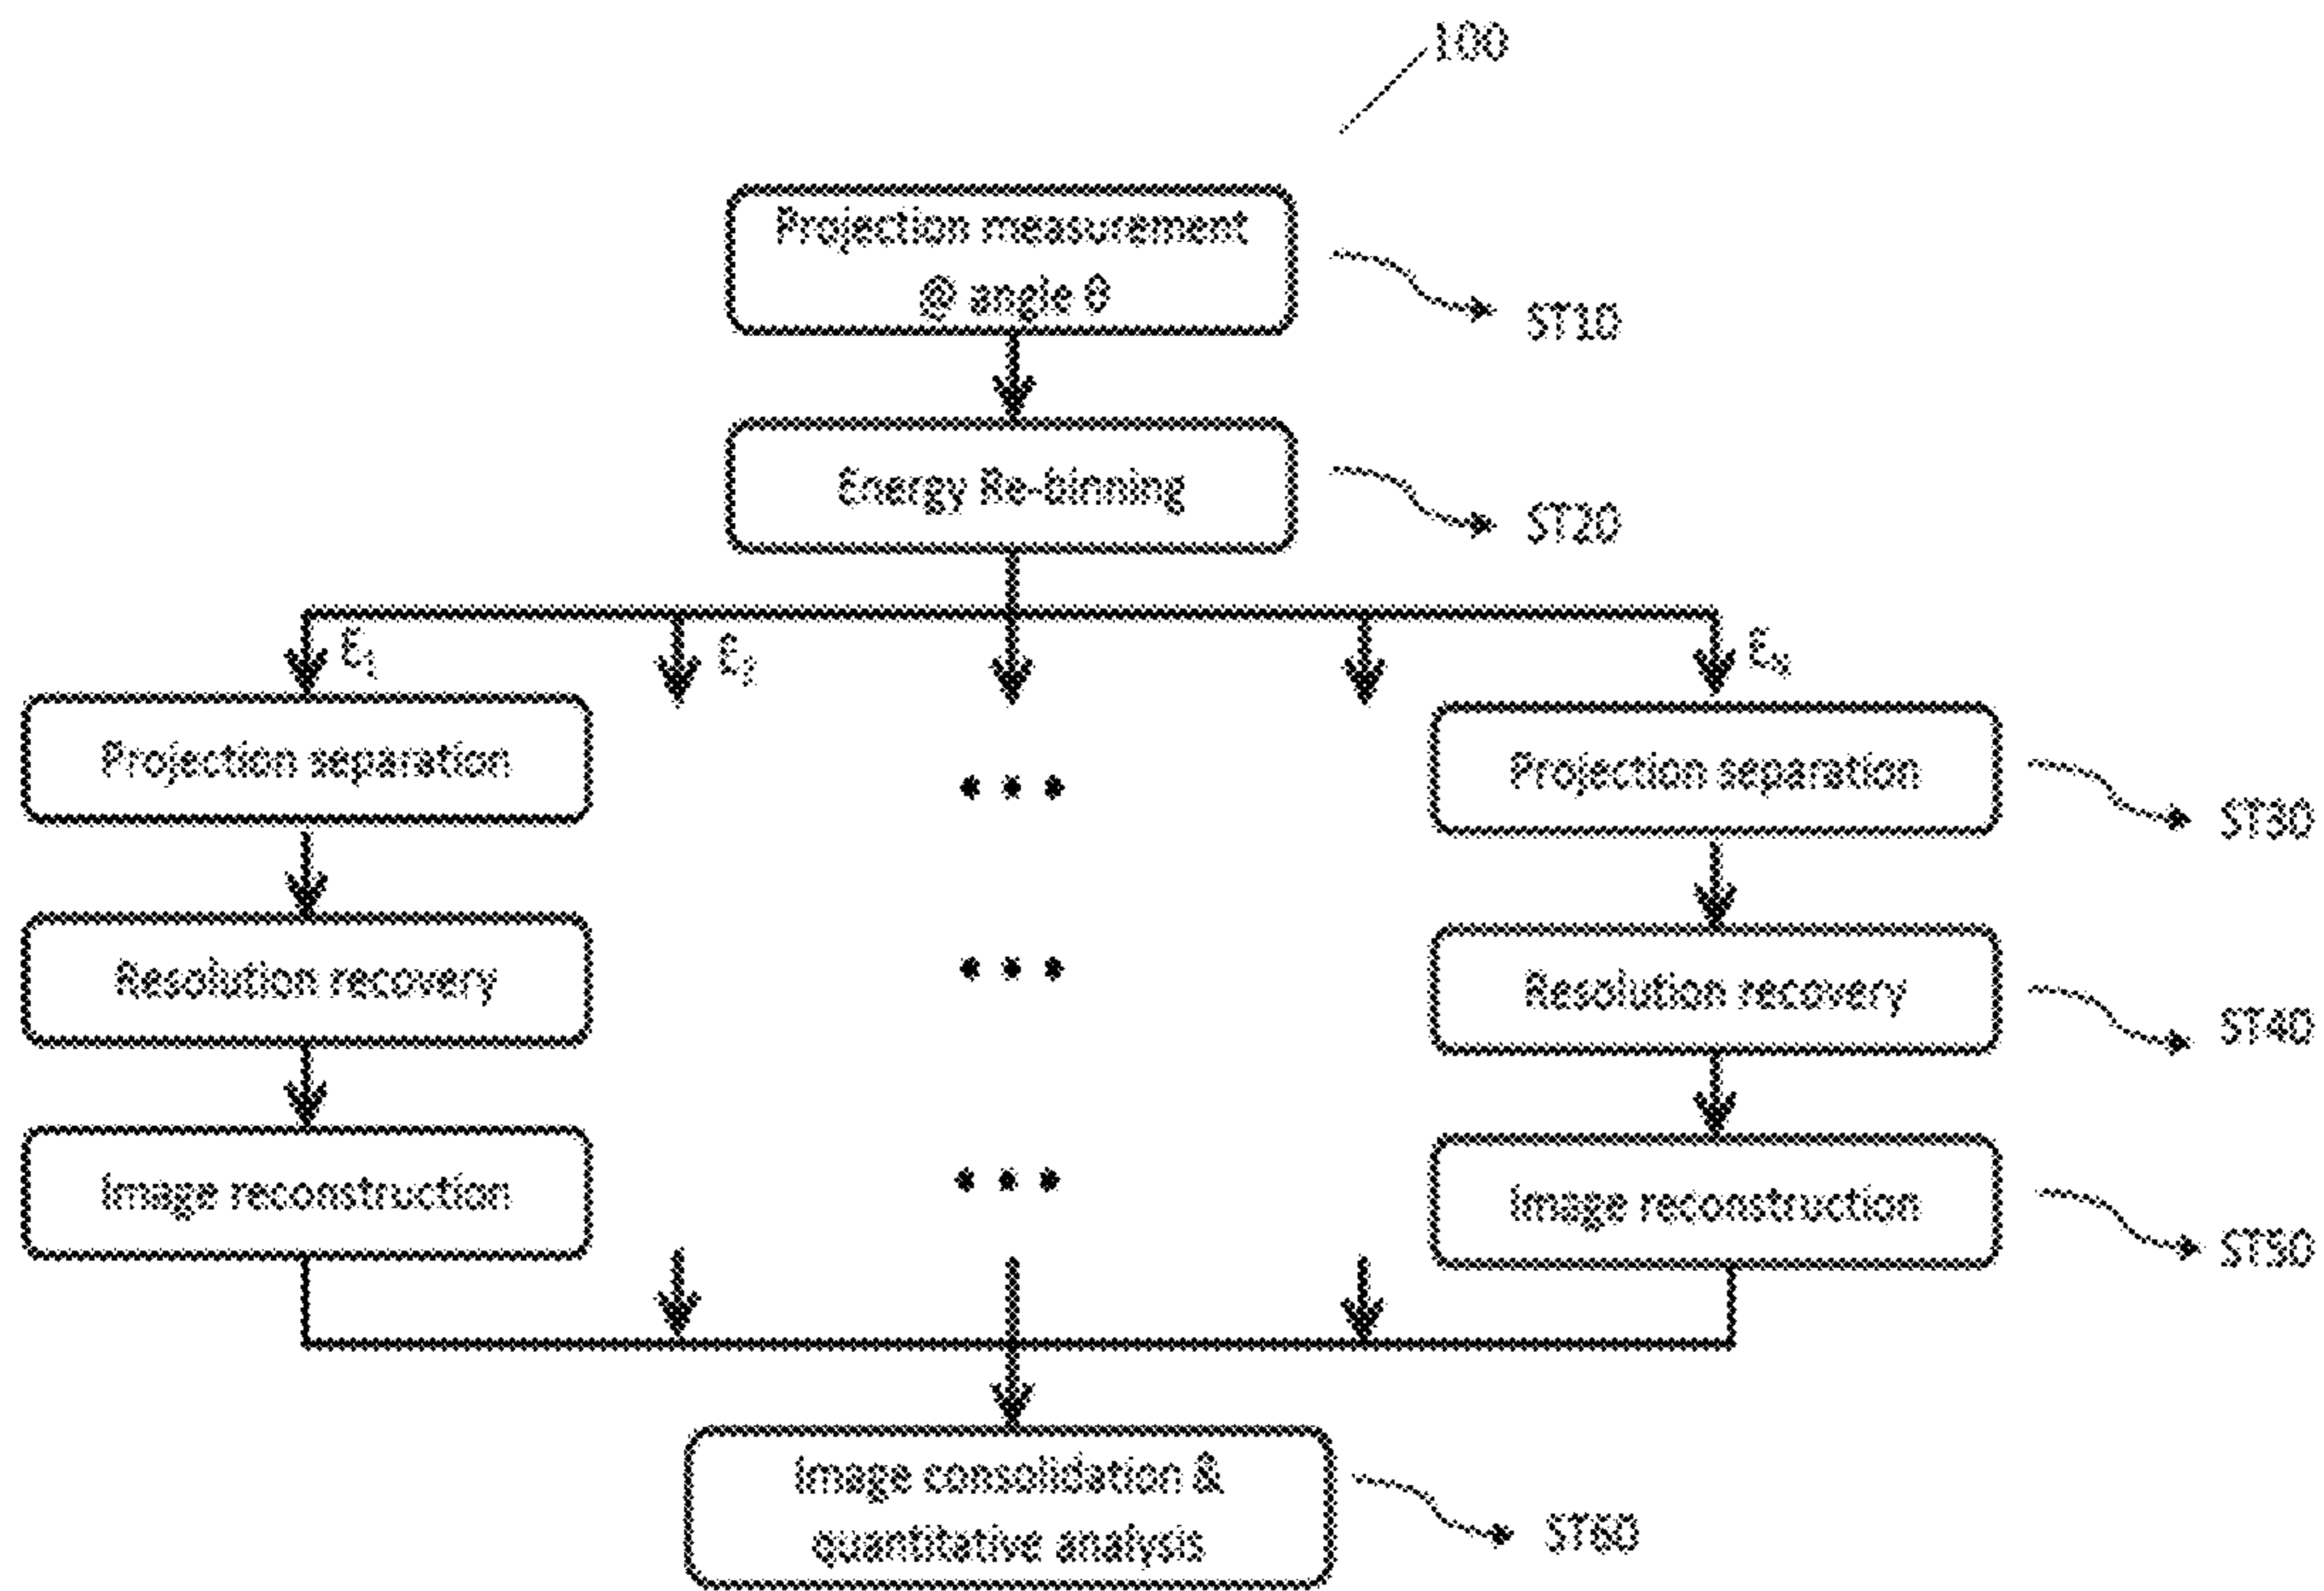 100
Projection measurement
@ angle θ
ST10
Energy Re-binning
ST20
E1
E2
EN
Projection separation
Projection separation
ST30
Resolution recovery
Resolution recovery
ST40
Image reconstruction
Image reconstruction
ST50
Image consolidation &
quantitative analysis
ST60